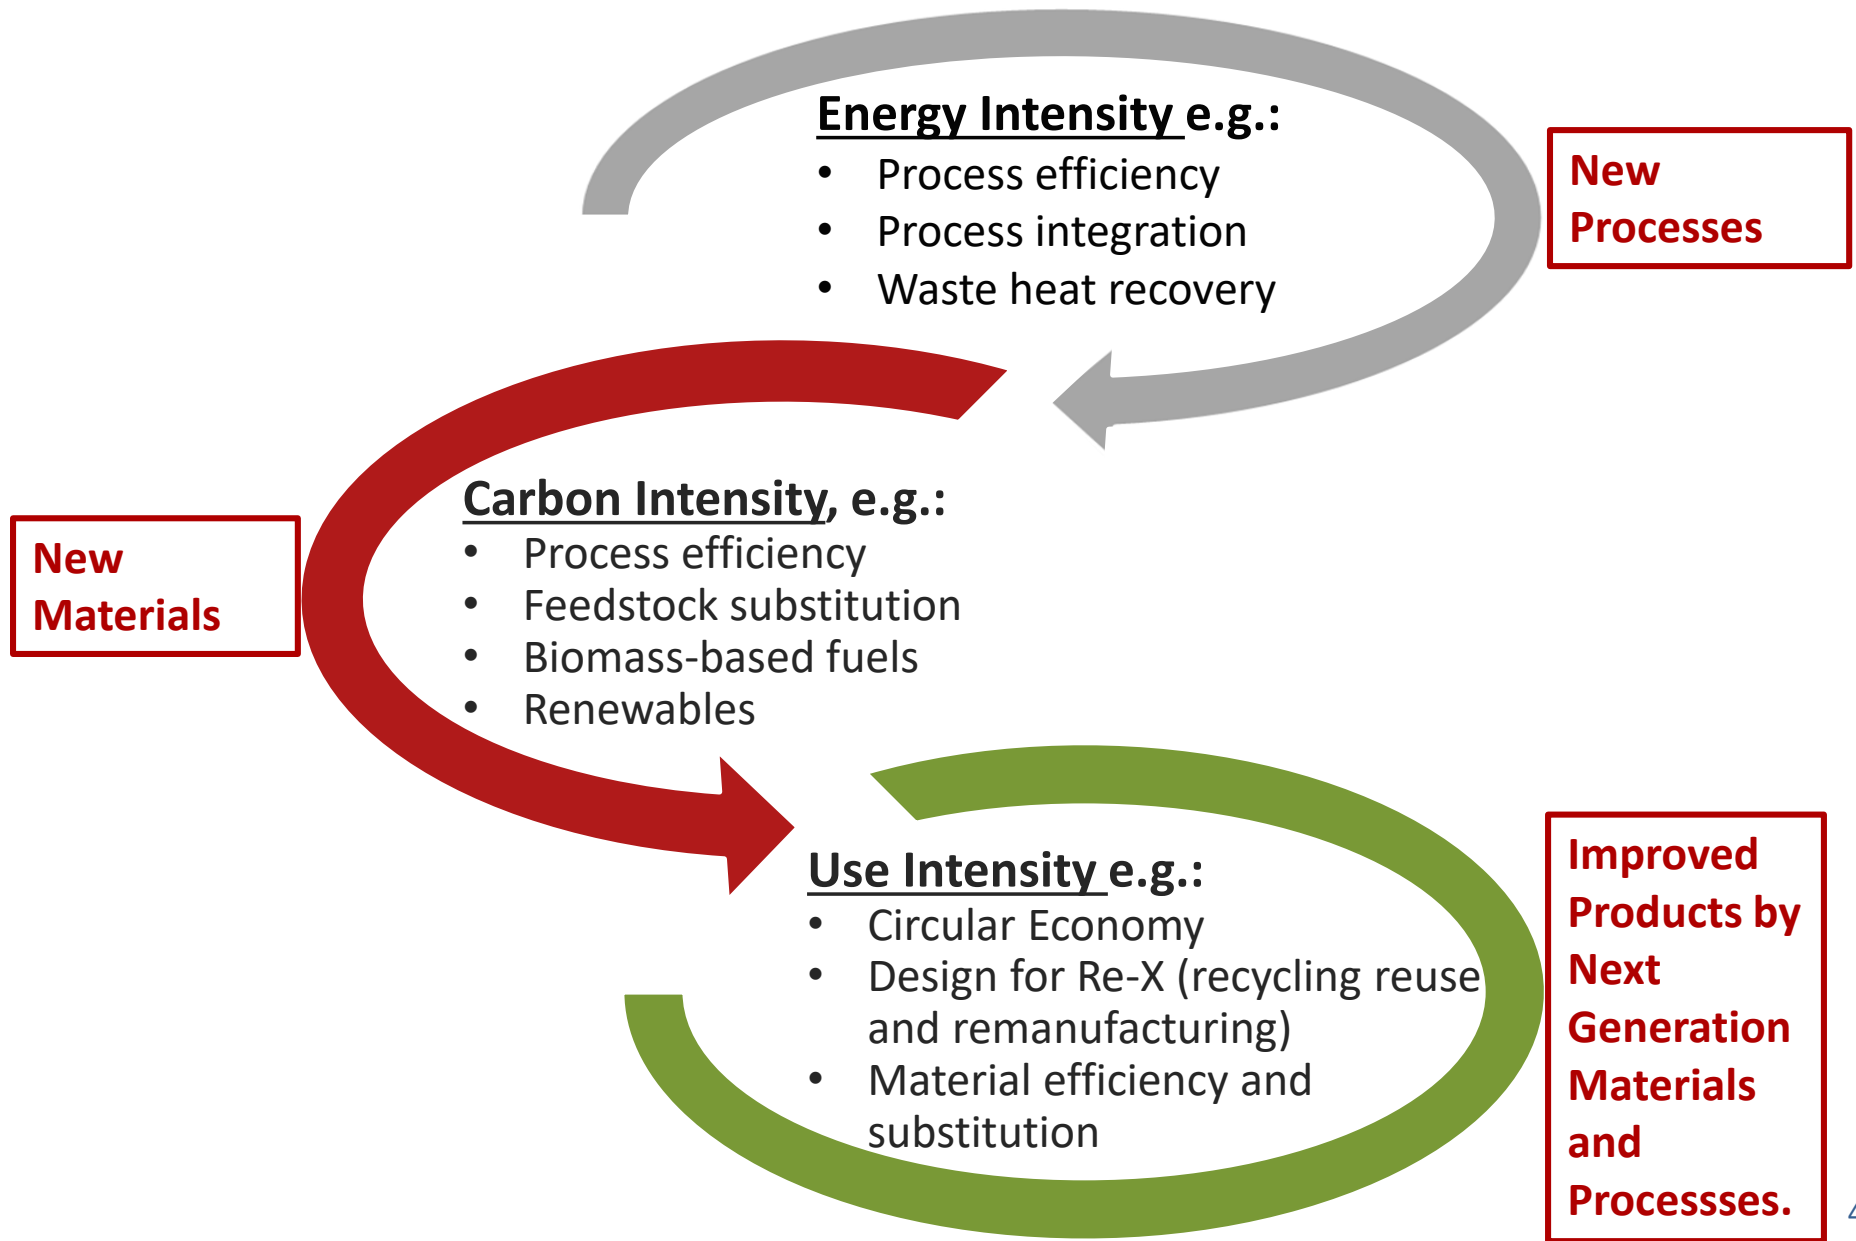 Energy Intensity e.g.:
• Process efficiency
• Process integration
• Waste heat recovery
New
Processes
Carbon Intensity, e.g.:
• Process efficiency
• Feedstock substitution
• Biomass-based fuels
• Renewables
New
Materials
Use Intensity e.g.:
• Circular Economy
• Design for Re-X (recycling reuse
and remanufacturing)
• Material efficiency and
substitution
Improved
Products by
Next
Generation
Materials
and
Processses.
4